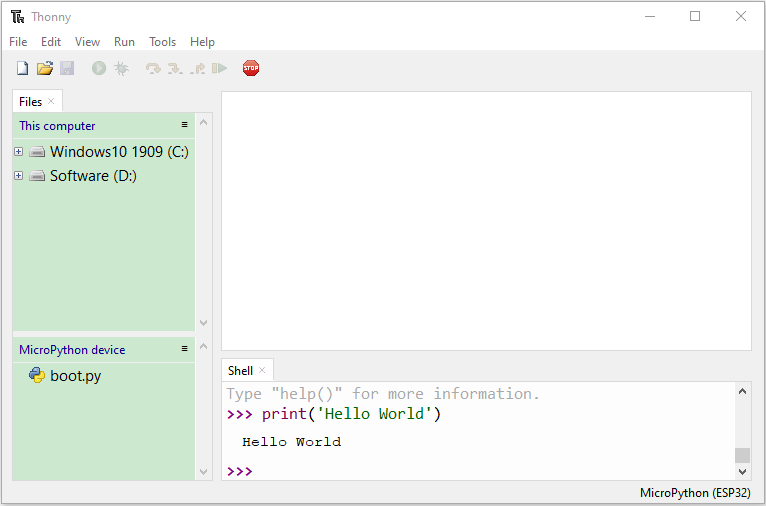 Thonny
File Edit View Run Tools Help
STOP
Files
This computer
Windows10 1909 (C:)
Software (D:)
MicroPython device
boot.py
Shell
Type "help()" for more information.
>>> print('Hello World')
Hello World
>>>
MicroPython (ESP32)